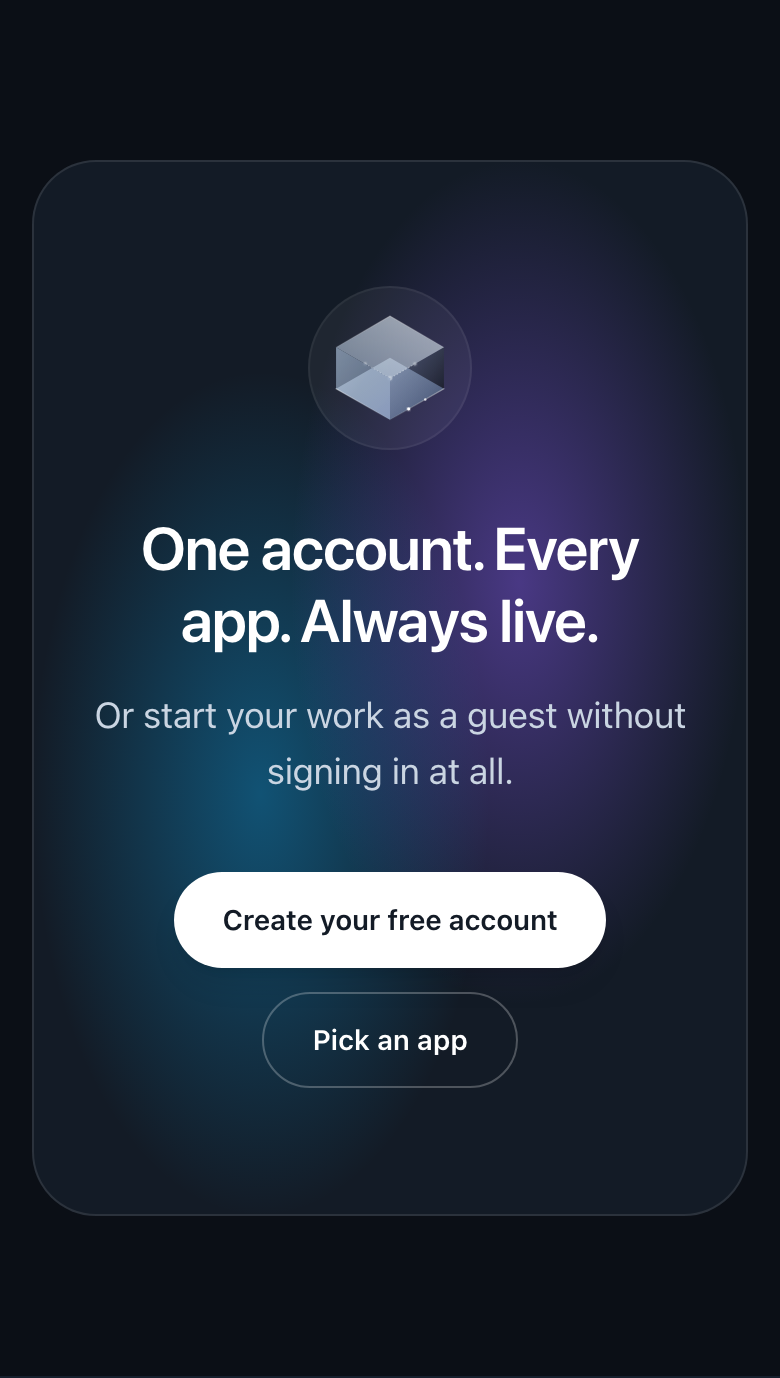 One account. Every
app. Always live.
Or start your work as a guest without
signing in at all.
Create your free account
Pick an app